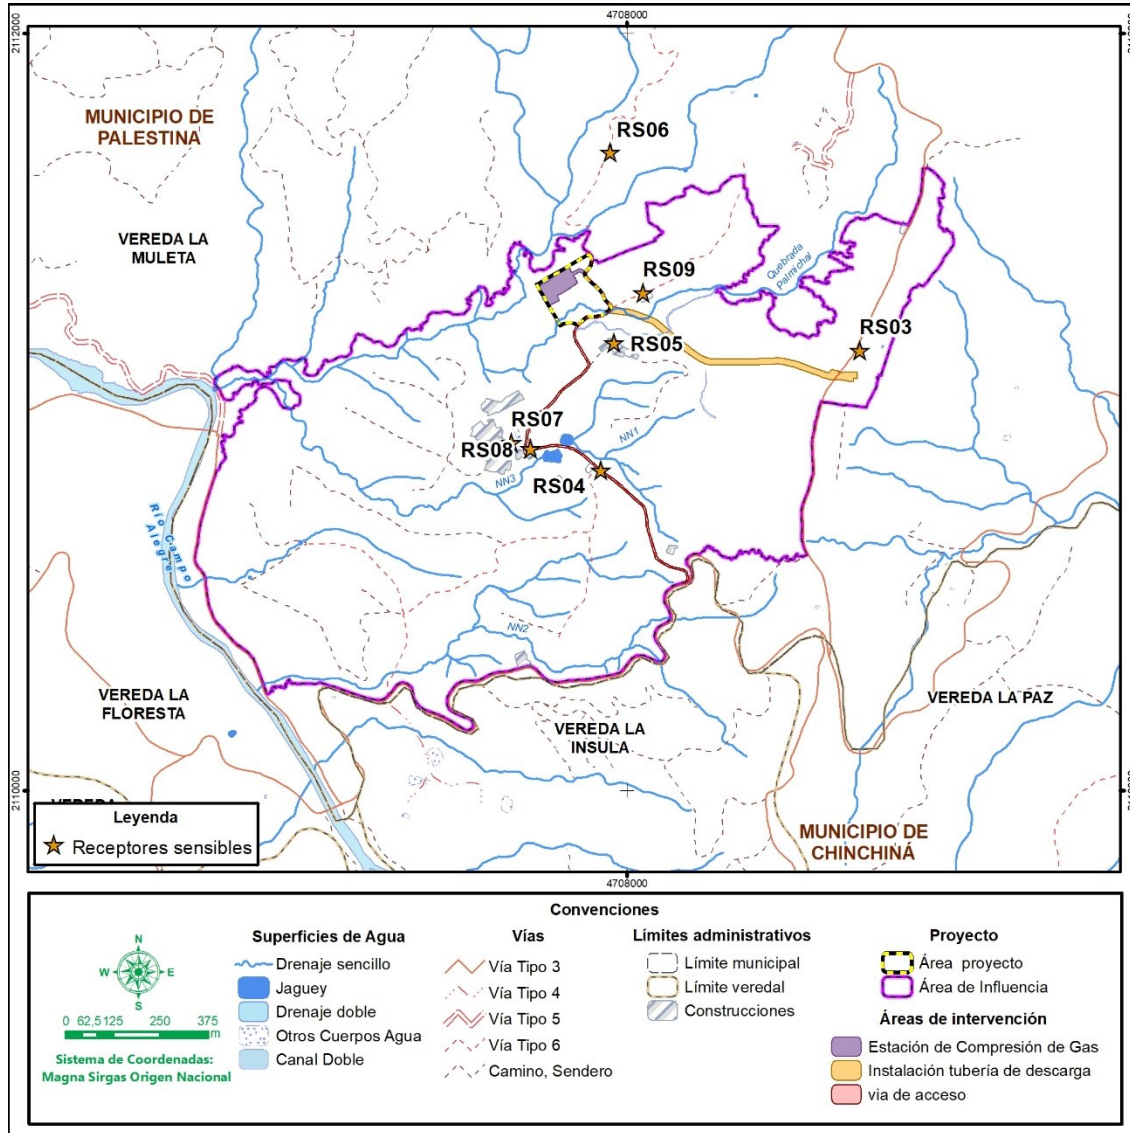 4708000
2112000
MUNICIPIO DE
PALESTINA
RS06
VEREDA LA
MULETA
RS09
Quebrada
Palmichal
RS03
RS05
RS07
NN1
RS08
NN3
RS04
Río Campo
Alegre
NN2
VEREDA LA
FLORESTA
VEREDA LA PAZ
VEREDA LA
INSULA
2110000
MUNICIPIO DE
CHINCHINÁ
Leyenda
Receptores sensibles
4708000
Convenciones
N
W
E
S
0 62,5 125 250 375
m
Sistema de Coordenadas:
Magna Sirgas Origen Nacional
Superficies de Agua
Drenaje sencillo
Jaguey
Drenaje doble
Otros Cuerpos Agua
Canal Doble
Vías
Vía Tipo 3
Vía Tipo 4
Vía Tipo 5
Vía Tipo 6
Camino, Sendero
Límites administrativos
Límite municipal
Límite veredal
Construcciones
Proyecto
Área proyecto
Área de Influencia
Áreas de intervención
Estación de Compresión de Gas
Instalación tubería de descarga
via de acceso